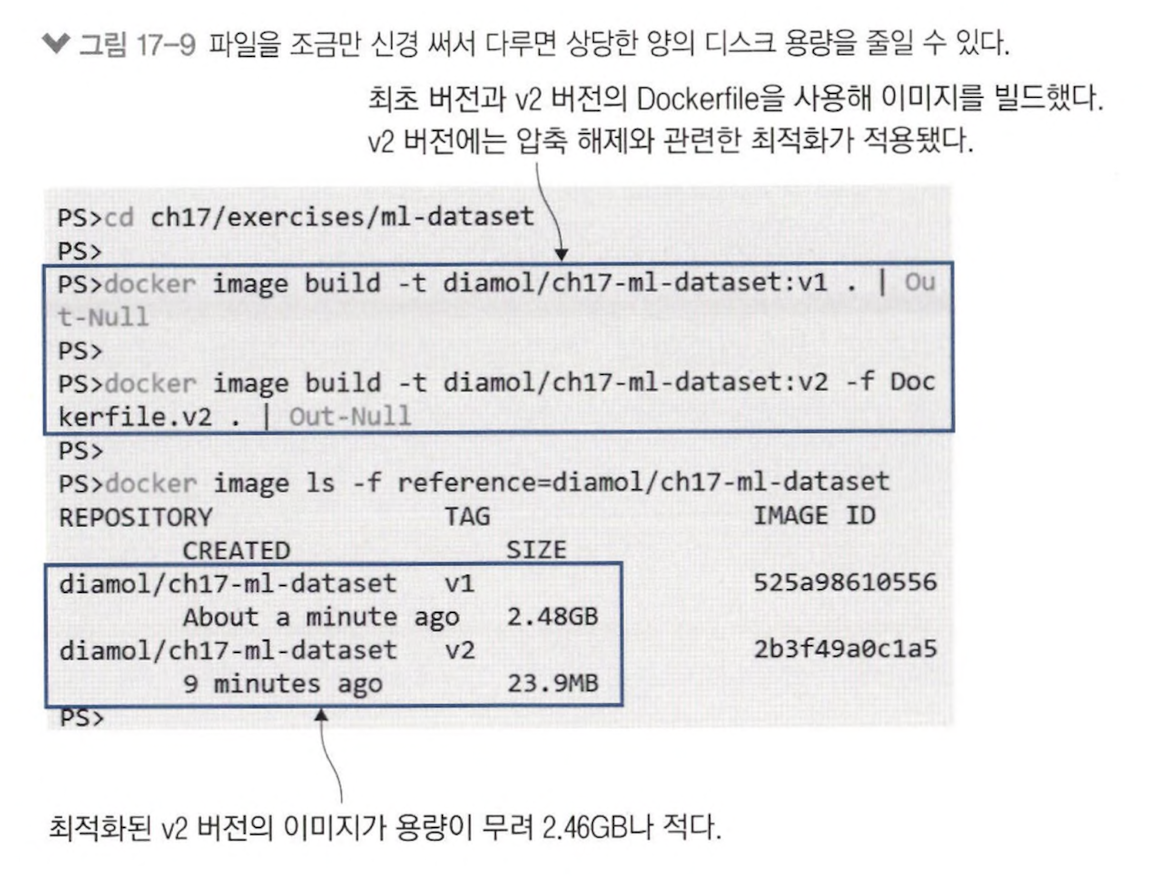 그림 17-9 파일을 조금만 신경 써서 다루면 상당한 양의 디스크 용량을 줄일 수 있다.
최초 버전과 v2 버전의 Dockerfile을 사용해 이미지를 빌드했다.
v2 버전에는 압축 해제와 관련한 최적화가 적용됐다.
PS>cd ch17/exercises/ml-dataset
PS>
PS>docker image build -t diamol/ch17-ml-dataset:v1 . | Ou
t-Null
PS>
PS>docker image build -t diamol/ch17-ml-dataset:v2 -f Doc
kerfile.v2 . | Out-Null
PS>
PS>docker image ls -f reference=diamol/ch17-ml-dataset
REPOSITORY TAG IMAGE ID
CREATED SIZE
diamol/ch17-ml-dataset v1 525a98610556
About a minute ago 2.48GB
diamol/ch17-ml-dataset v2 2b3f49a0c1a5
9 minutes ago 23.9MB
PS>
최적화된 v2 버전의 이미지가 용량이 무려 2.46GB나 적다.